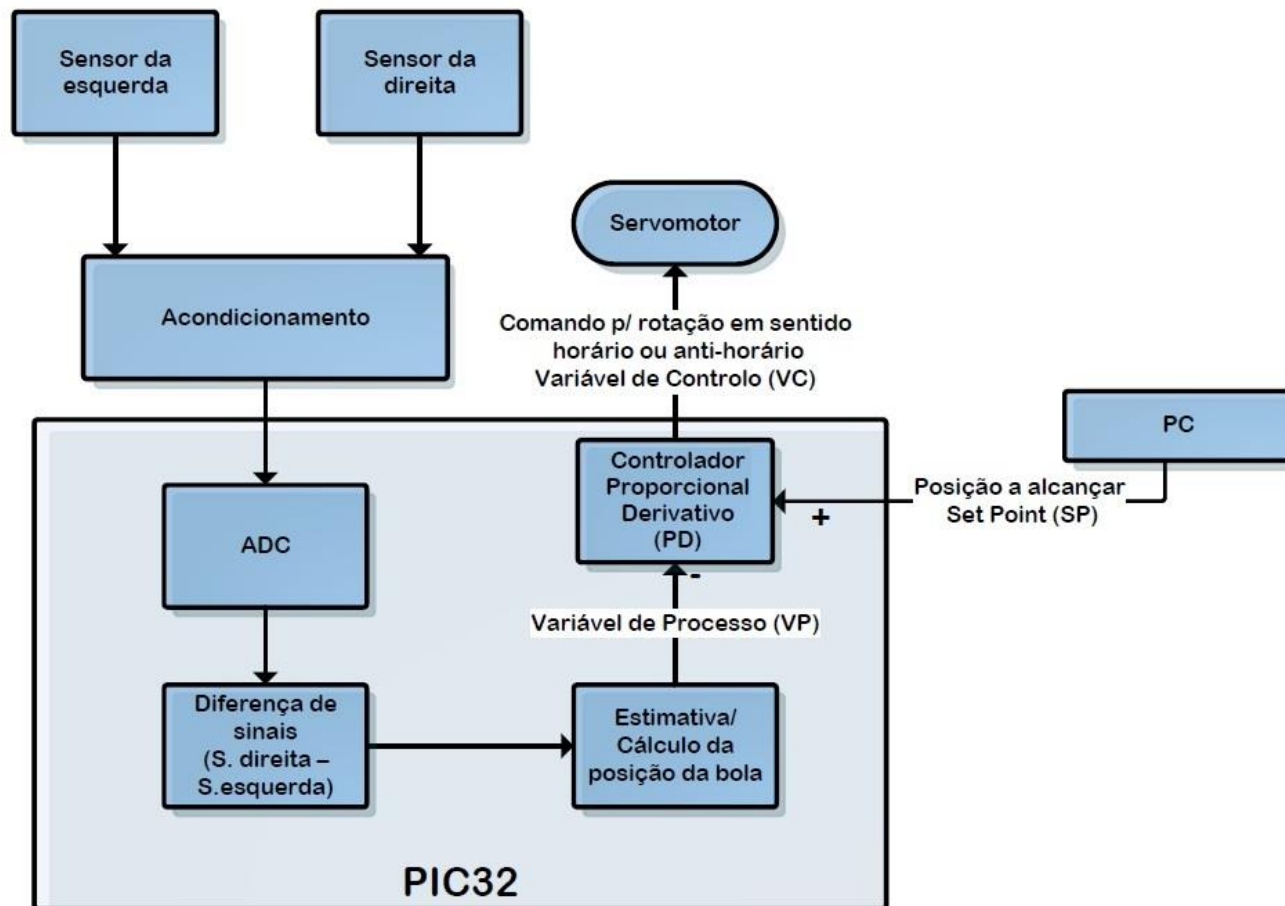 Sensor da
esquerda
Sensor da
direita
Acondicionamento
Servomotor
Comando p/ rotação em sentido
horário ou anti-horário
Variável de Controlo (VC)
PC
Posição a alcançar
Set Point (SP)
Controlador
Proporcional
Derivativo
(PD)
+
-
ADC
Variável de Processo (VP)
Diferença de
sinais
(S. direita –
S.esquerda)
Estimativa/
Cálculo da
posição da bola
PIC32